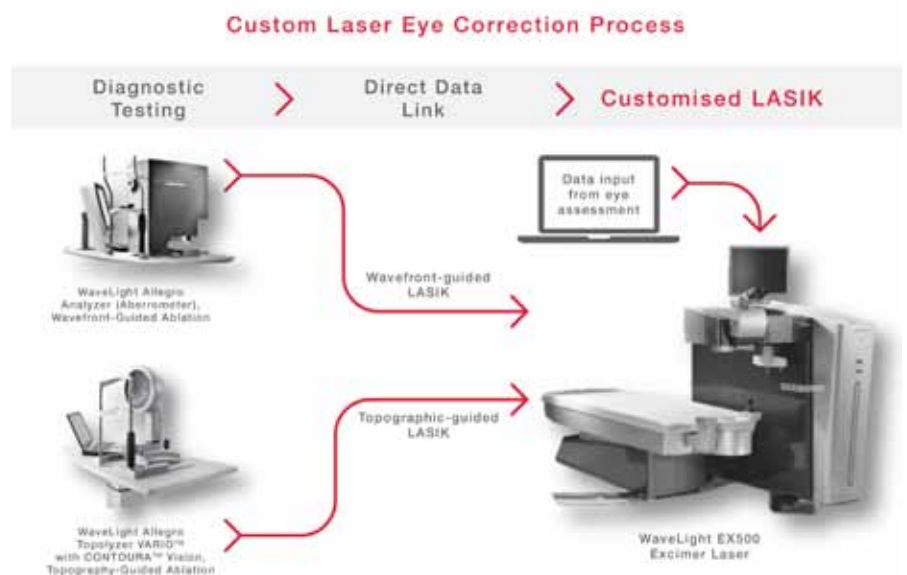 Custom Laser Eye Correction Process
Diagnostic
Testing
Direct Data
Link
Customised LASIK
Data input
from eye
assessment
WaveLight Allegro
Analyzer (Aberrometer),
Wavefront-Guided Ablation
Wavefront-guided
LASIK
Topographic-guided
LASIK
WaveLight Allegro
Topolyzer VARIO™
with CONTOURA™ Vision,
Topography-Guided Ablation
WaveLight EX500
Excimer Laser